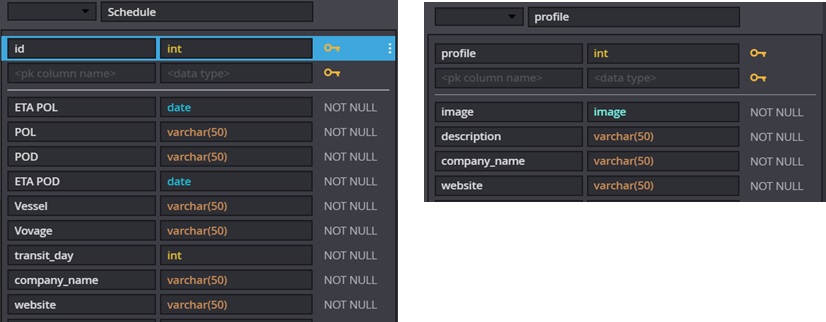 Schedule
id int
<pk column name> <data type>
ETA POL date NOT NULL
POL varchar(50) NOT NULL
POD varchar(50) NOT NULL
ETA POD date NOT NULL
Vessel varchar(50) NOT NULL
Vovage varchar(50) NOT NULL
transit_day int NOT NULL
company_name varchar(50) NOT NULL
website varchar(50) NOT NULL
profile
profile int
<pk column name> <data type>
image image NOT NULL
description varchar(50) NOT NULL
company_name varchar(50) NOT NULL
website varchar(50) NOT NULL